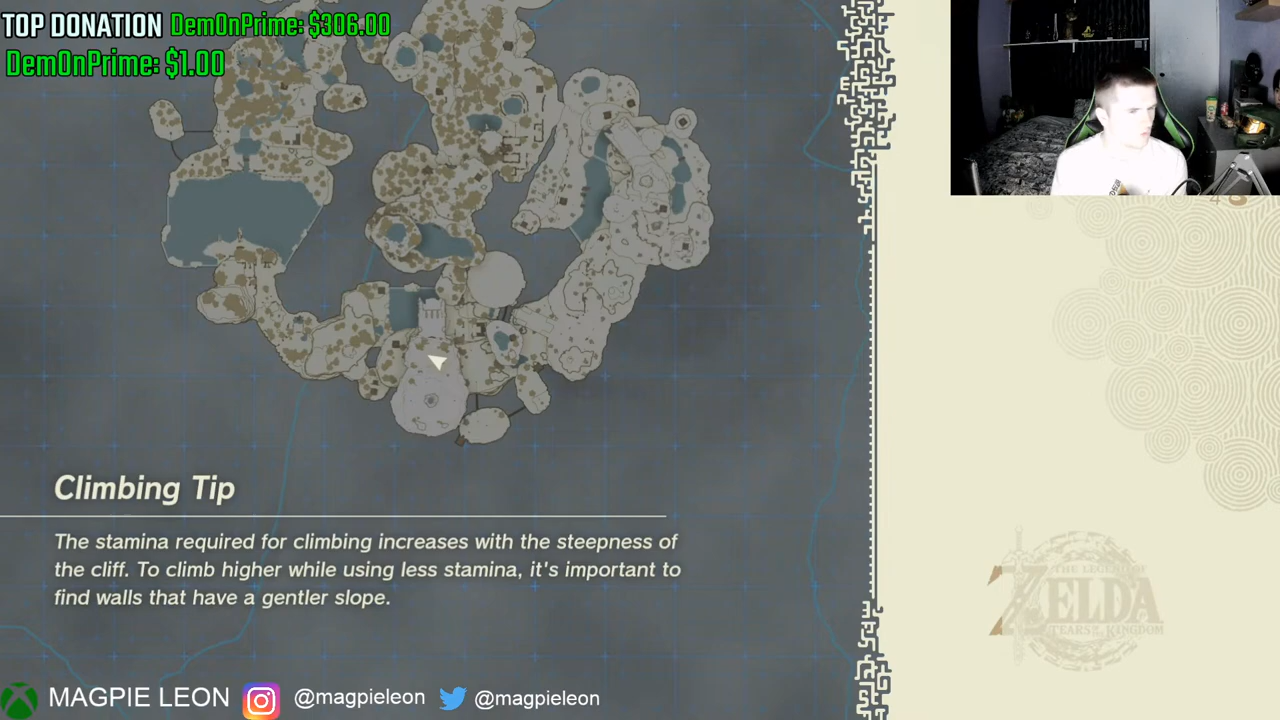 TOP DONATION DemOnPrime: $306.00
DemOnPrime: $1.00
Climbing Tip
The stamina required for climbing increases with the steepness of
the cliff. To climb higher while using less stamina, it's important to
find walls that have a gentler slope.
THE LEGEND OF
ZELDA
TEARS OF THE KINGDOM
MAGPIE LEON @magpieleon @magpieleon